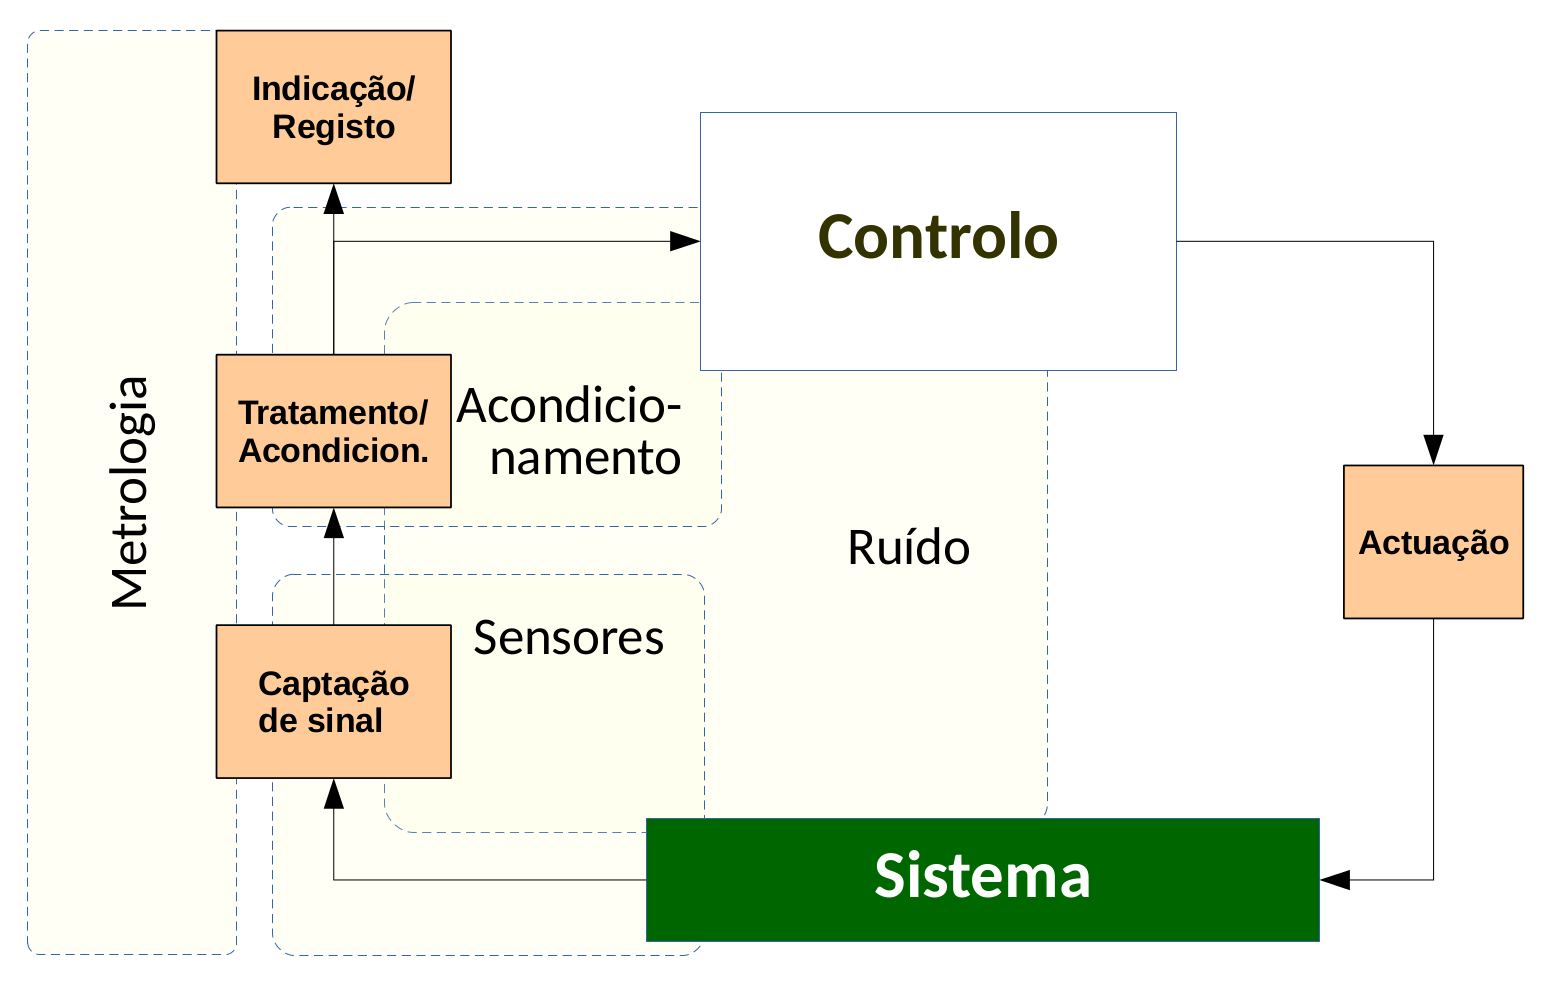 Indicação/
Registo
Controlo
Metrologia
Tratamento/
Acondicion.
Acondicio-
namento
Ruído
Actuação
Sensores
Captação
de sinal
Sistema